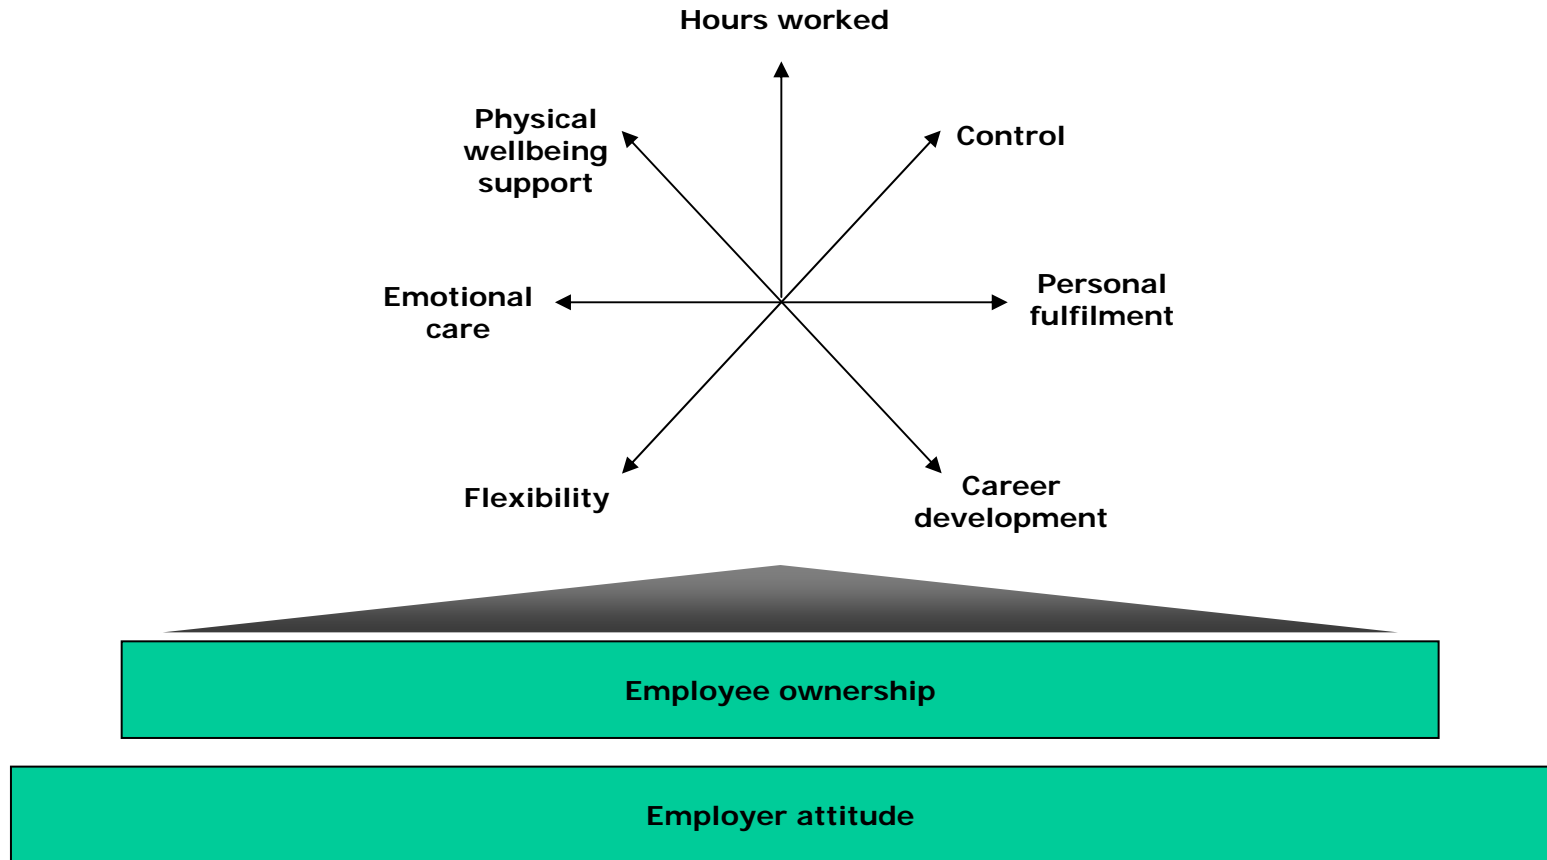 Hours worked
Physical
wellbeing
support
Control
Emotional
care
Personal
fulfilment
Flexibility
Career
development
Employee ownership
Employer attitude